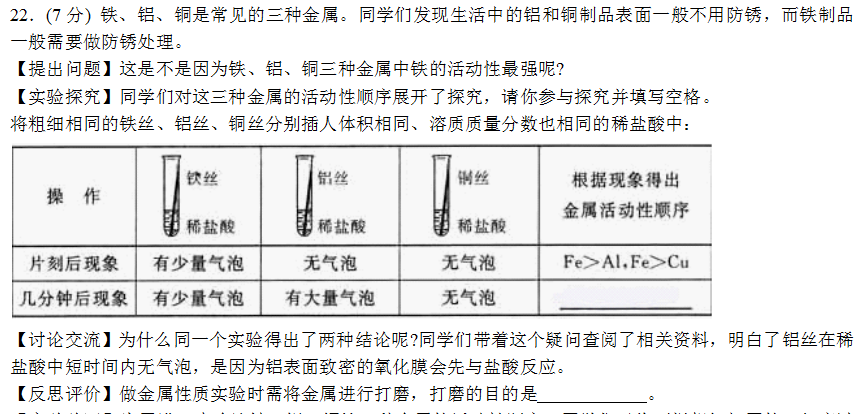 22．(7 分) 铁、铝、铜是常见的三种金属。同学们发现生活中的铝和铜制品表面一般不用防锈，而铁制品
一般需要做防锈处理。
【提出问题】这是不是因为铁、铝、铜三种金属中铁的活动性最强呢?
【实验探究】同学们对这三种金属的活动性顺序展开了探究，请你参与探究并填写空格。
将粗细相同的铁丝、铝丝、铜丝分别插人体积相同、溶质质量分数也相同的稀盐酸中：
操 作
铁丝
稀盐酸
铝丝
稀盐酸
铜丝
稀盐酸
根据现象得出
金属活动性顺序
片刻后现象 有少量气泡 无气泡 无气泡 Fe＞Al,Fe＞Cu
几分钟后现象 有少量气泡 有大量气泡 无气泡
【讨论交流】为什么同一个实验得出了两种结论呢?同学们带着这个疑问查阅了相关资料，明白了铝丝在稀
盐酸中短时间内无气泡，是因为铝表面致密的氧化膜会先与盐酸反应。
【反思评价】做金属性质实验时需将金属进行打磨，打磨的目的是____________。